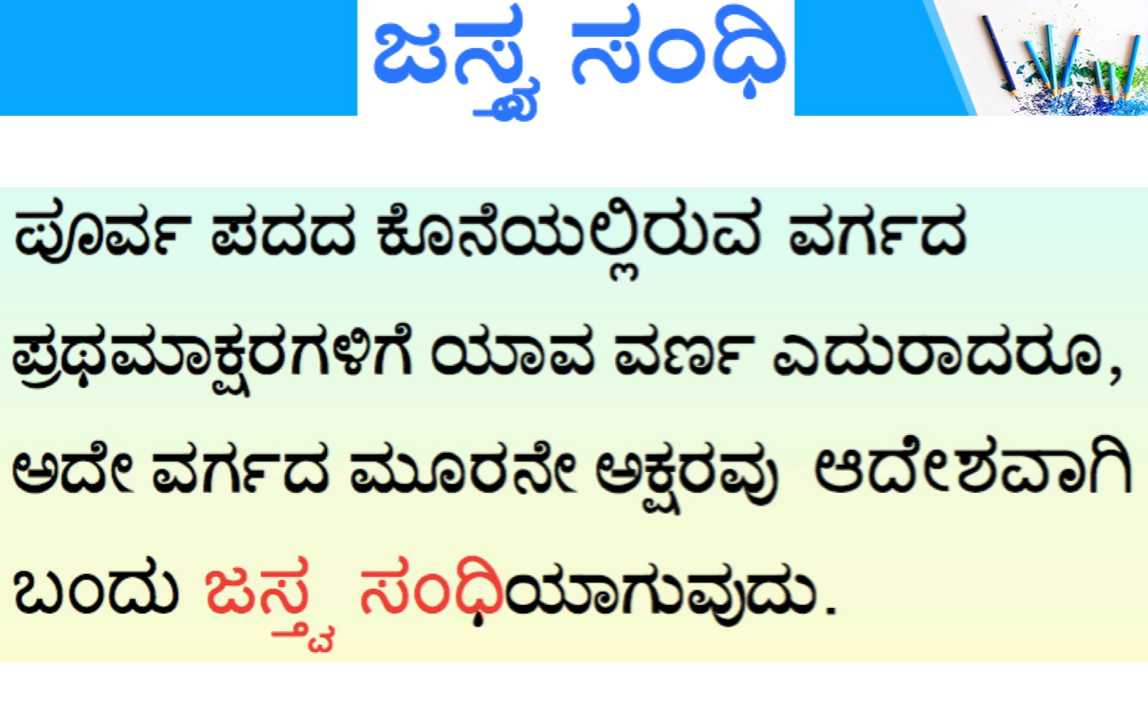 ಜಸ್ತ್ವ ಸಂಧಿ
ಪೂರ್ವ ಪದದ ಕೊನೆಯಲ್ಲಿರುವ ವರ್ಗದ
ಪ್ರಥಮಾಕ್ಷರಗಳಿಗೆ ಯಾವ ವರ್ಣ ಎದುರಾದರೂ,
ಅದೇ ವರ್ಗದ ಮೂರನೇ ಅಕ್ಷರವು ಆದೇಶವಾಗಿ
ಬಂದು ಜಸ್ತ್ವ ಸಂಧಿಯಾಗುವುದು.